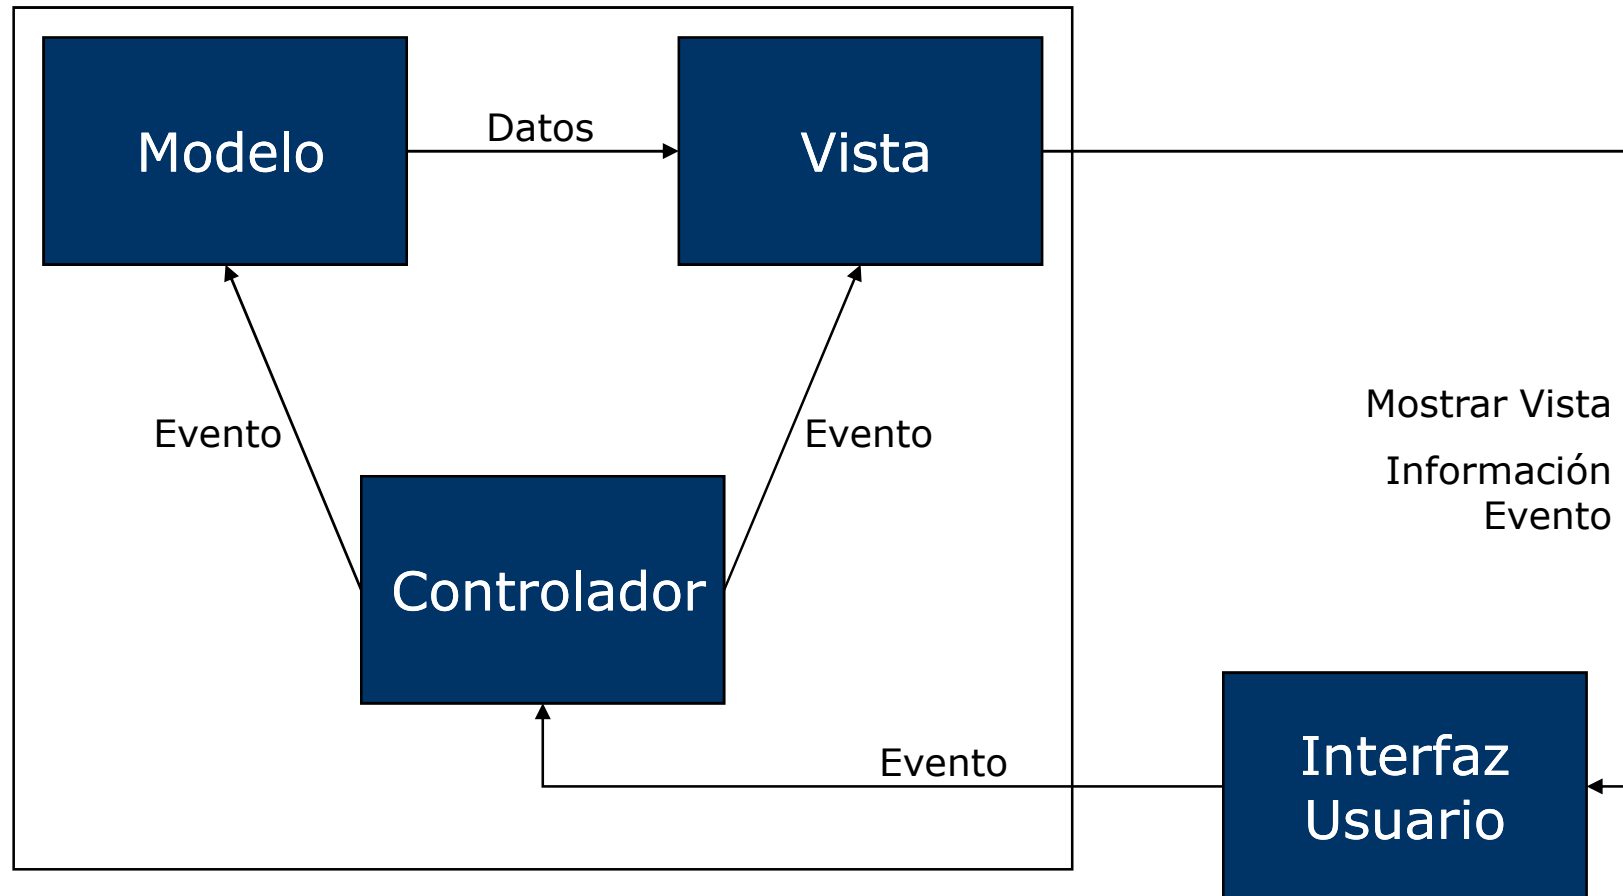 Modelo
Datos
Vista
Evento
Evento
Mostrar Vista
Información
Evento
Controlador
Evento
Interfaz
Usuario